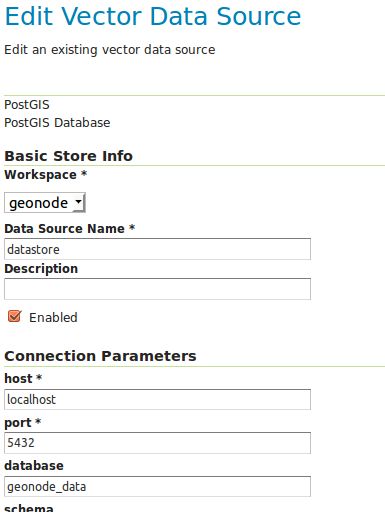 Edit Vector Data Source
Edit an existing vector data source
PostGIS
PostGIS Database
Basic Store Info
Workspace *
geonode
Data Source Name *
datastore
Description
Enabled
Connection Parameters
host *
localhost
port *
5432
database
geonode_data
schema